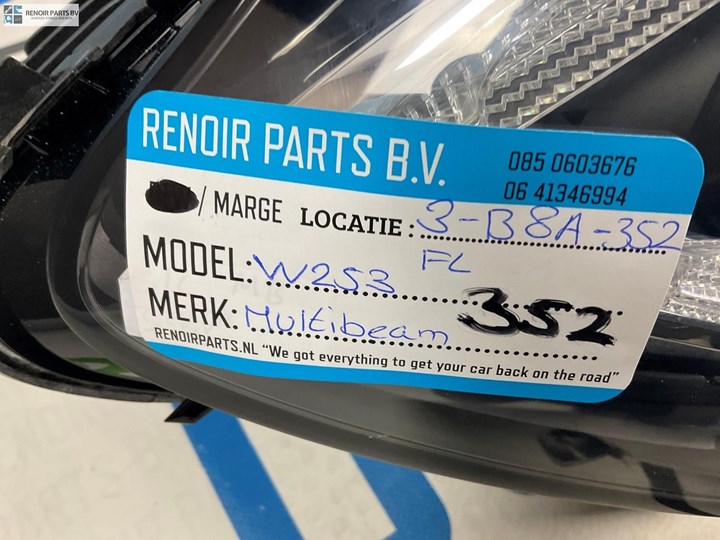 RENOIR PARTS BV
RENOIR PARTS B.V.
085 0603676
06 41346994
/ MARGE LOCATIE: 3-B8A-352
MODEL: W253 FL
MERK: Multibeam 352
RENOIRPARTS.NL "We got everything to get your car back on the road"